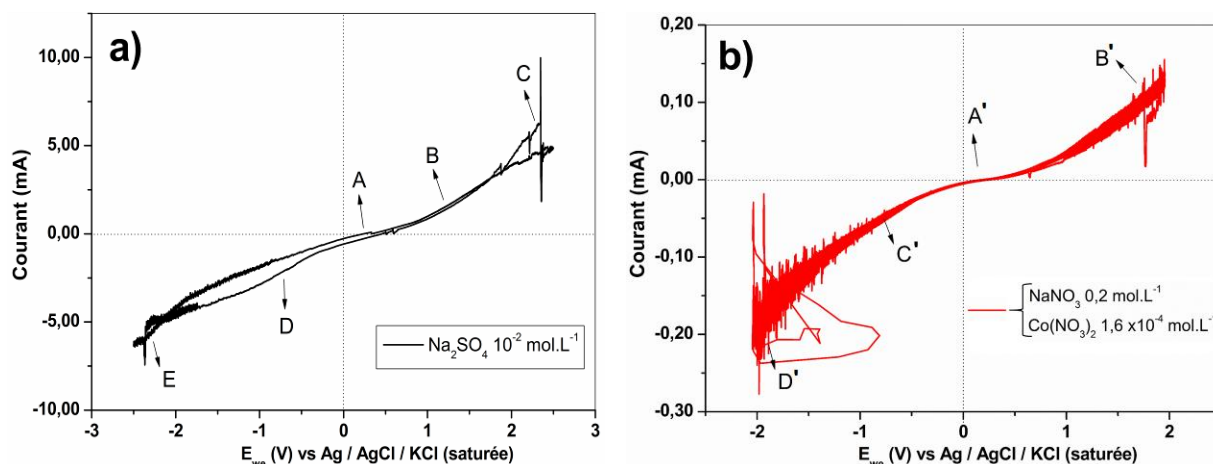 a)
Courant (mA)
10,00
5,00
0,00
-5,00
-10,00
A
B
C
D
E
Na₂SO₄ 10⁻² mol.L⁻¹
-3 -2 -1 0 1 2 3
E_we (V) vs Ag / AgCl / KCl (saturée)
b)
Courant (mA)
0,20
0,10
0,00
-0,10
-0,20
-0,30
A'
B'
C'
D'
NaNO₃ 0,2 mol.L⁻¹
Co(NO₃)₂ 1,6 x10⁻⁴ mol.L⁻¹
-2 -1 0 1 2
E_we (V) vs Ag / AgCl / KCl (saturée)